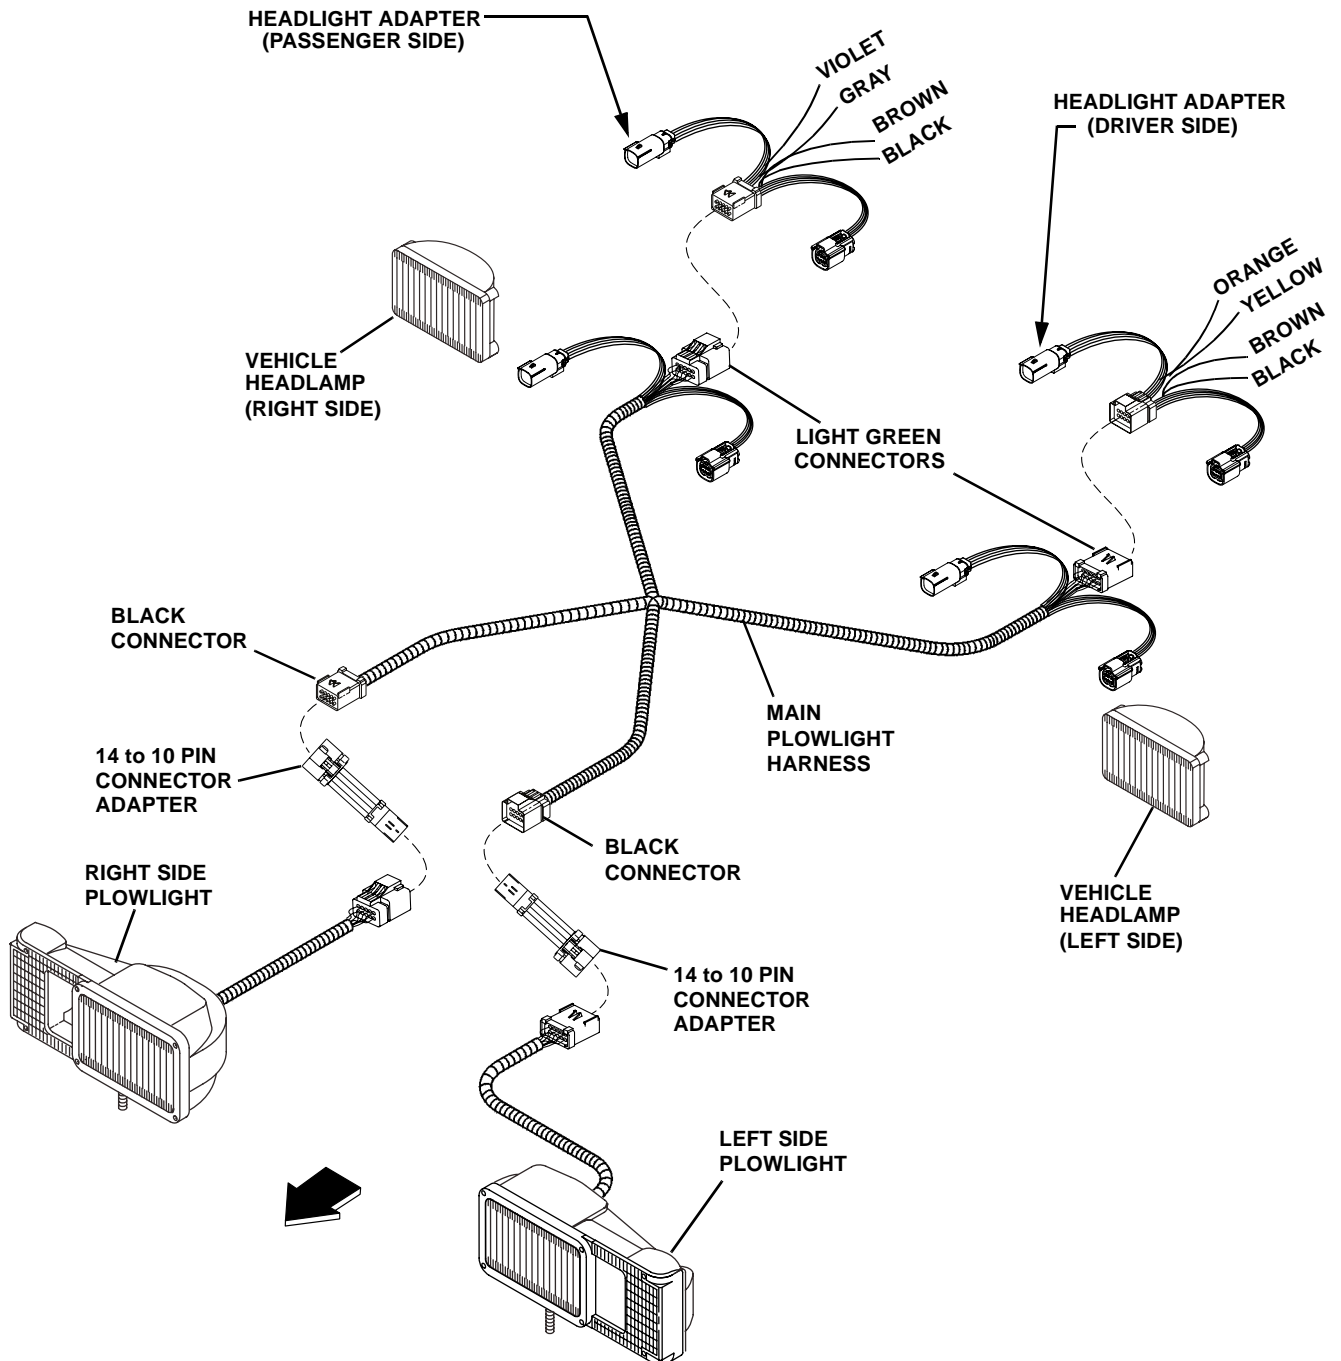 HEADLIGHT ADAPTER
(PASSENGER SIDE)
VIOLET
GRAY
BROWN
BLACK
HEADLIGHT ADAPTER
(DRIVER SIDE)
ORANGE
YELLOW
BROWN
BLACK
VEHICLE
HEADLAMP
(RIGHT SIDE)
LIGHT GREEN
CONNECTORS
BLACK
CONNECTOR
MAIN
PLOWLIGHT
HARNESS
14 to 10 PIN
CONNECTOR
ADAPTER
BLACK
CONNECTOR
RIGHT SIDE
PLOWLIGHT
VEHICLE
HEADLAMP
(LEFT SIDE)
14 to 10 PIN
CONNECTOR
ADAPTER
LEFT SIDE
PLOWLIGHT